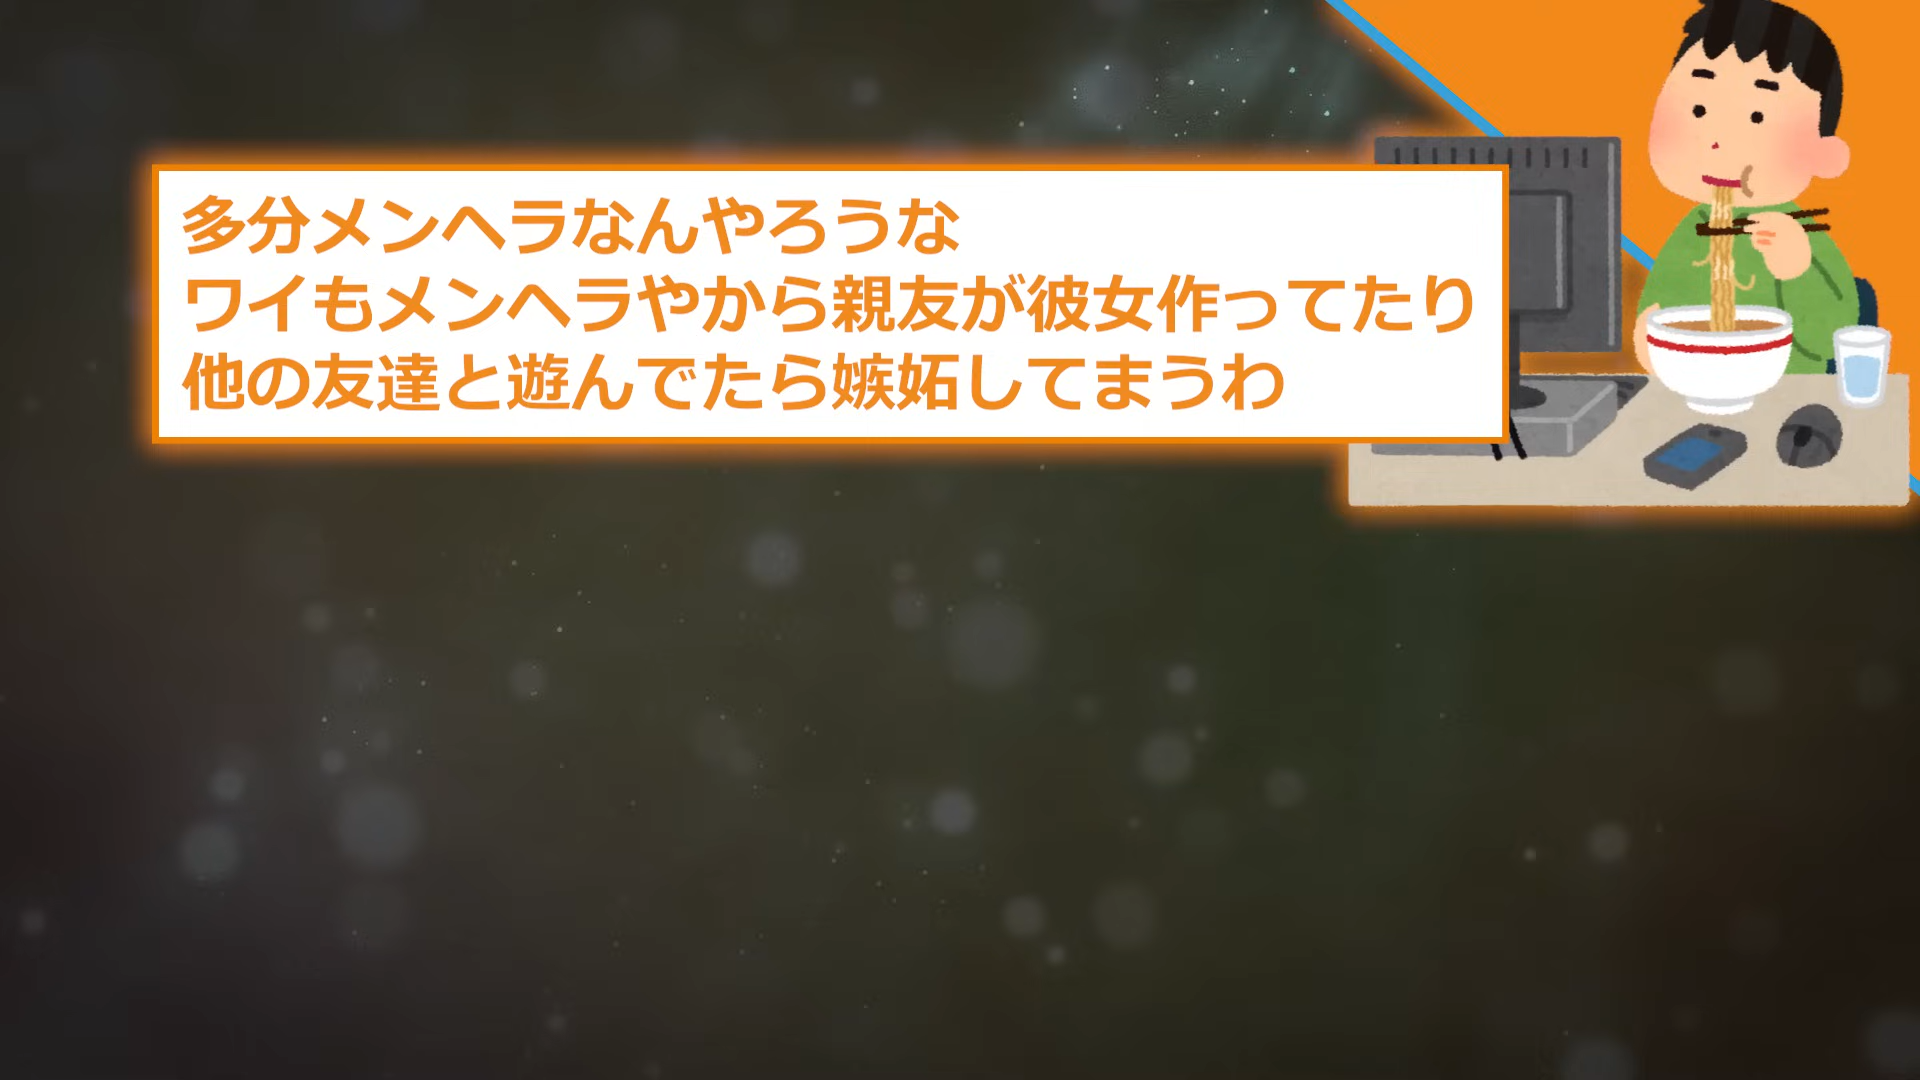 多分メンヘラなんやろうな
ワイもメンヘラやから親友が彼女作ってたり
他の友達と遊んでたら嫉妬してまうわ